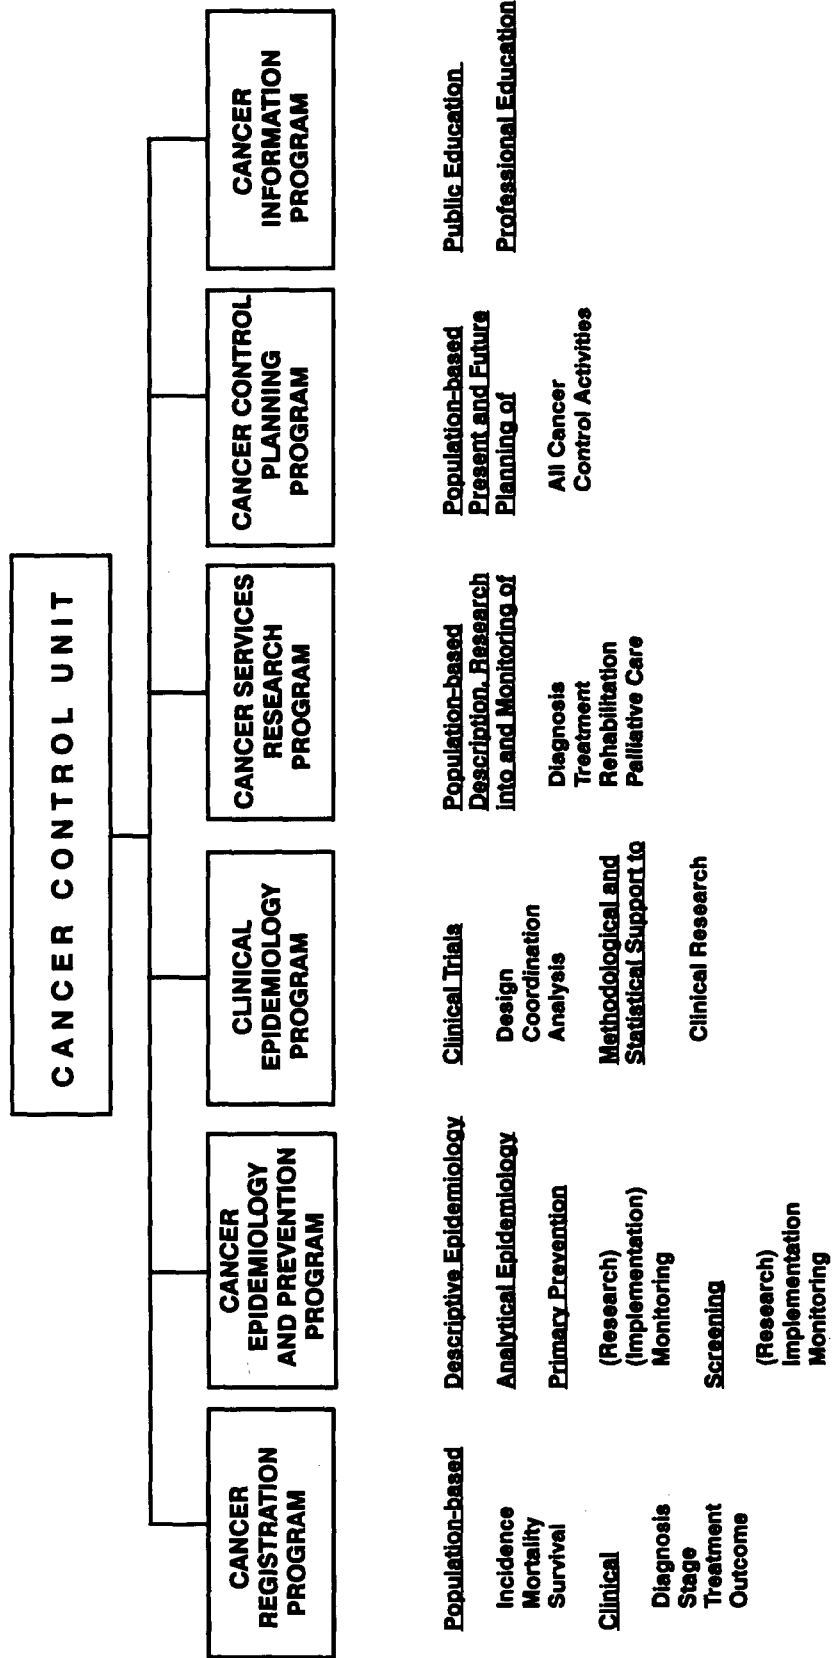 CANCER CONTROL UNIT
CANCER
REGISTRATION
PROGRAM
CANCER
EPIDEMIOLOGY
AND PREVENTION
PROGRAM
CLINICAL
EPIDEMIOLOGY
PROGRAM
CANCER SERVICES
RESEARCH
PROGRAM
CANCER CONTROL
PLANNING
PROGRAM
CANCER
INFORMATION
PROGRAM
Population-based
Incidence
Mortality
Survival
Clinical
Diagnosis
Stage
Treatment
Outcome
Descriptive Epidemiology
Analytical Epidemiology
Primary Prevention
(Research)
(Implementation)
Monitoring
Screening
(Research)
Implementation
Monitoring
Clinical Trials
Design
Coordination
Analysis
Methodological and
Statistical Support to
Clinical Research
Population-based
Description, Research
into and Monitoring of
Diagnosis
Treatment
Rehabilitation
Palliative Care
Population-based
Present and Future
Planning of
All Cancer
Control Activities
Public Education
Professional Education